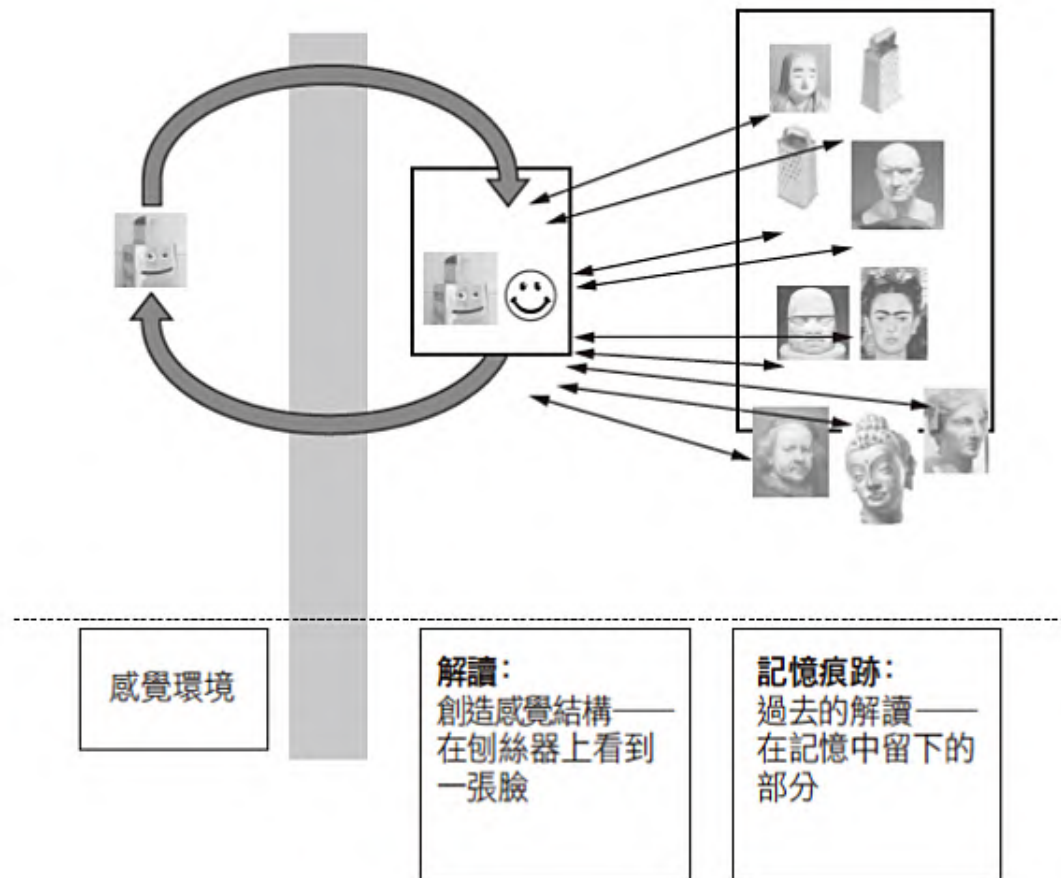 感覺環境
解讀：
創造感覺結構——
在刨絲器上看到
一張臉
記憶痕跡：
過去的解讀——
在記憶中留下的
部分